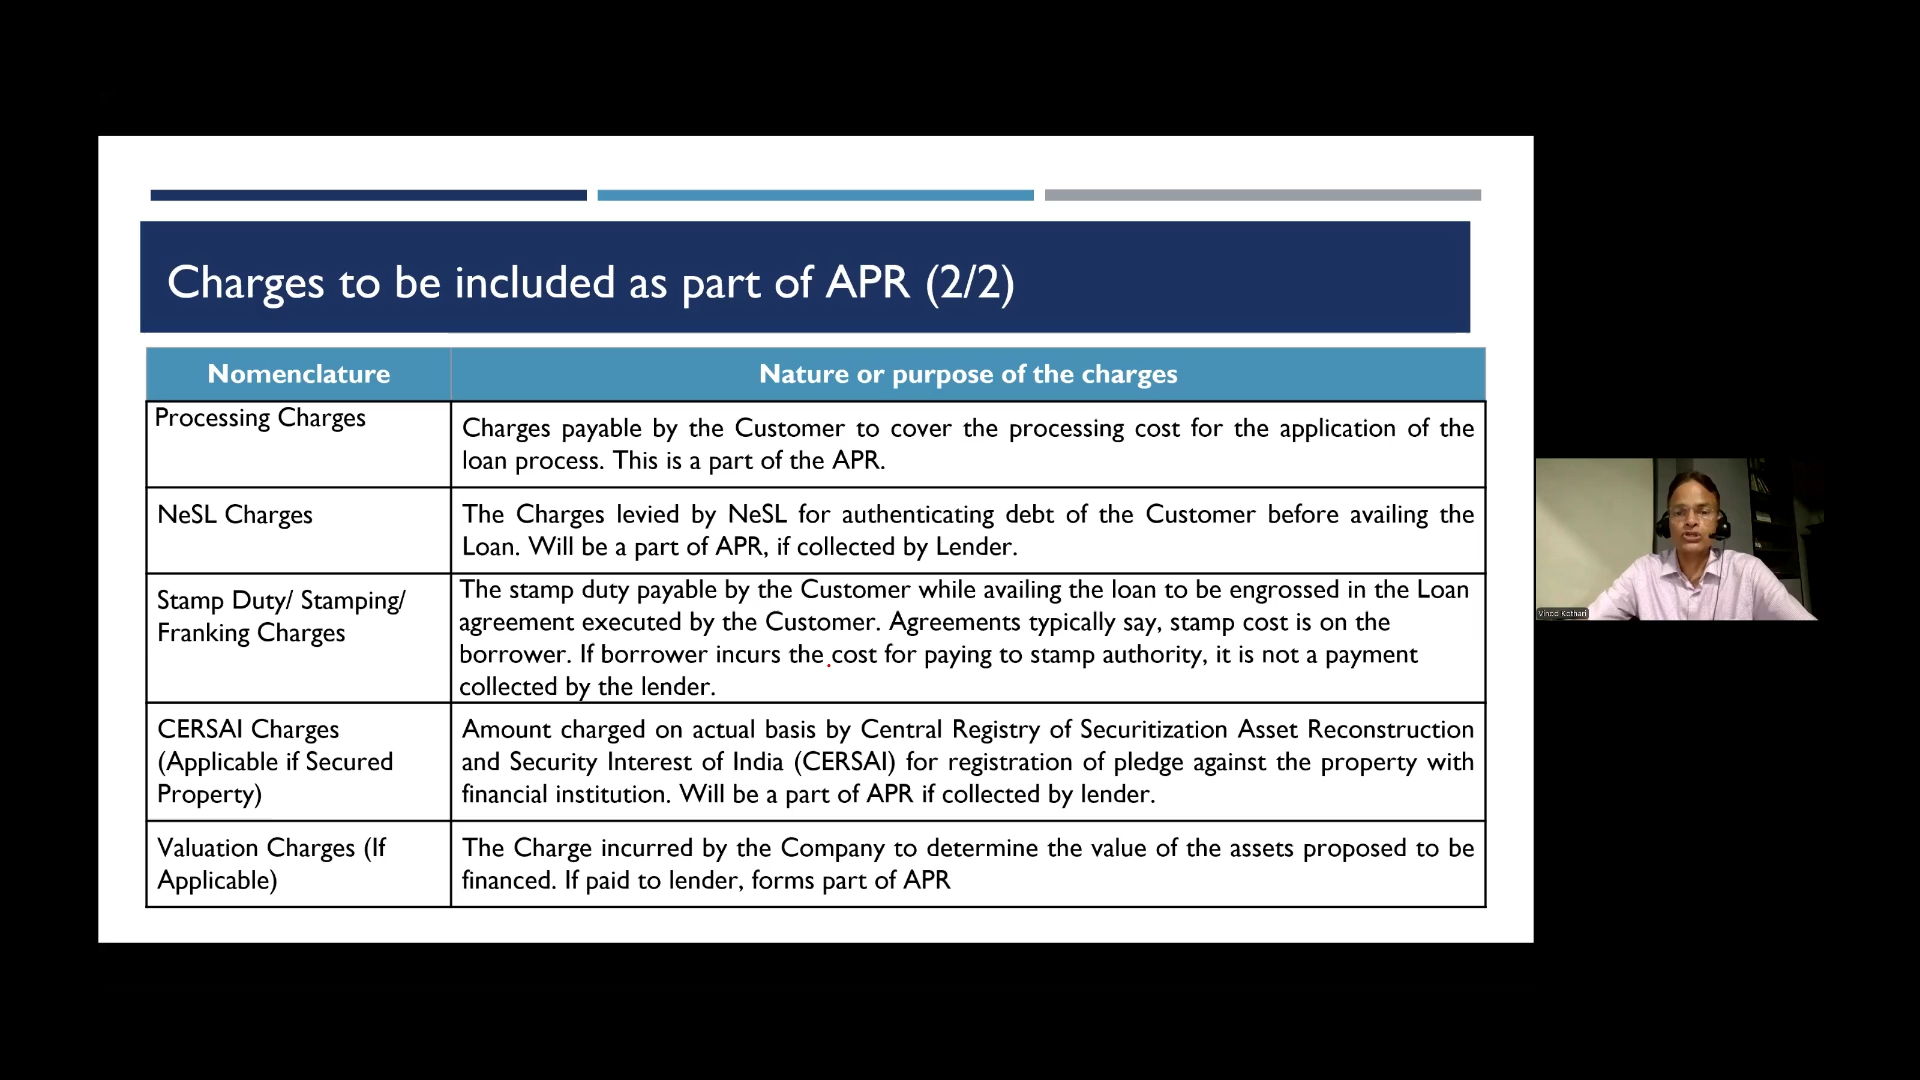 Charges to be included as part of APR (2/2)
Nomenclature
Nature or purpose of the charges
Processing Charges
Charges payable by the Customer to cover the processing cost for the application of the
loan process. This is a part of the APR.
NeSL Charges
The Charges levied by NeSL for authenticating debt of the Customer before availing the
Loan. Will be a part of APR, if collected by Lender.
Stamp Duty/ Stamping/
Franking Charges
The stamp duty payable by the Customer while availing the loan to be engrossed in the Loan
agreement executed by the Customer. Agreements typically say, stamp cost is on the
borrower. If borrower incurs the cost for paying to stamp authority, it is not a payment
collected by the lender.
CERSAI Charges
(Applicable if Secured
Property)
Amount charged on actual basis by Central Registry of Securitization Asset Reconstruction
and Security Interest of India (CERSAI) for registration of pledge against the property with
financial institution. Will be a part of APR if collected by lender.
Valuation Charges (If
Applicable)
The Charge incurred by the Company to determine the value of the assets proposed to be
financed. If paid to lender, forms part of APR
Vinod Kothari